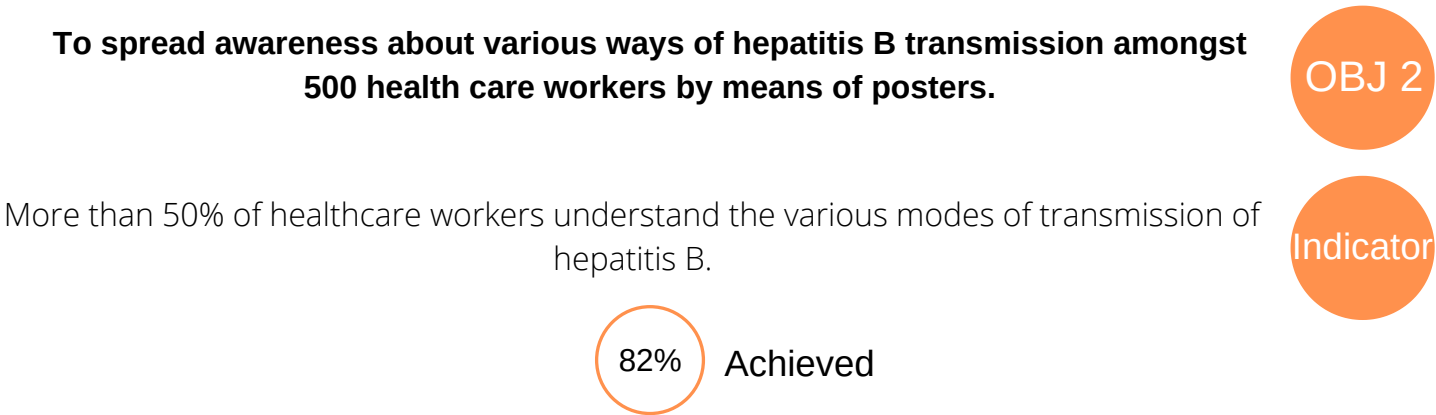 To spread awareness about various ways of hepatitis B transmission amongst
500 health care workers by means of posters.
OBJ 2
More than 50% of healthcare workers understand the various modes of transmission of
hepatitis B.
Indicator
82% Achieved